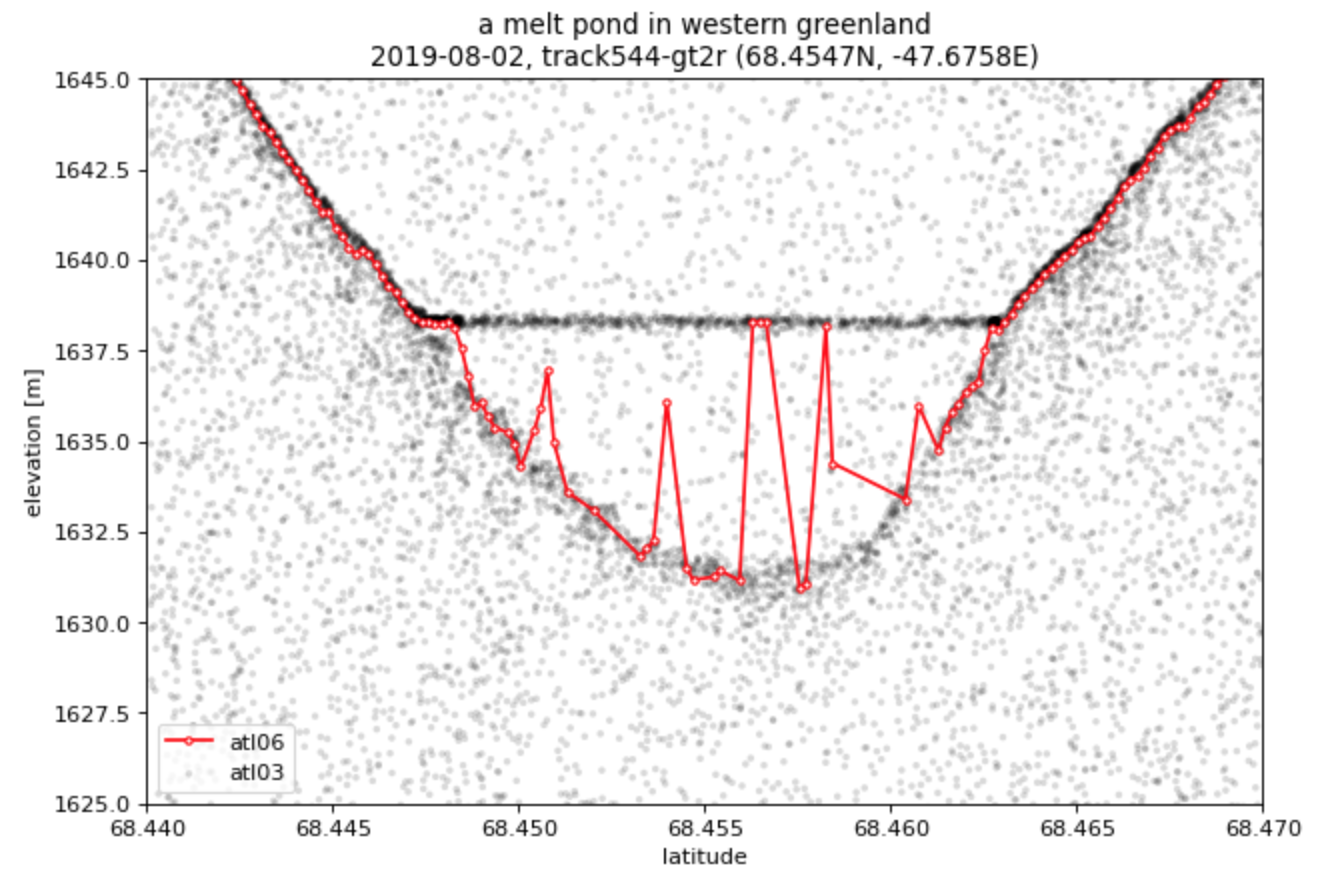 a melt pond in western greenland
2019-08-02, track544-gt2r (68.4547N, -47.6758E)
1645.0
1642.5
1640.0
1637.5
1635.0
1632.5
1630.0
1627.5
1625.0
elevation [m]
atl06
atl03
68.440 68.445 68.450 68.455 68.460 68.465 68.470
latitude